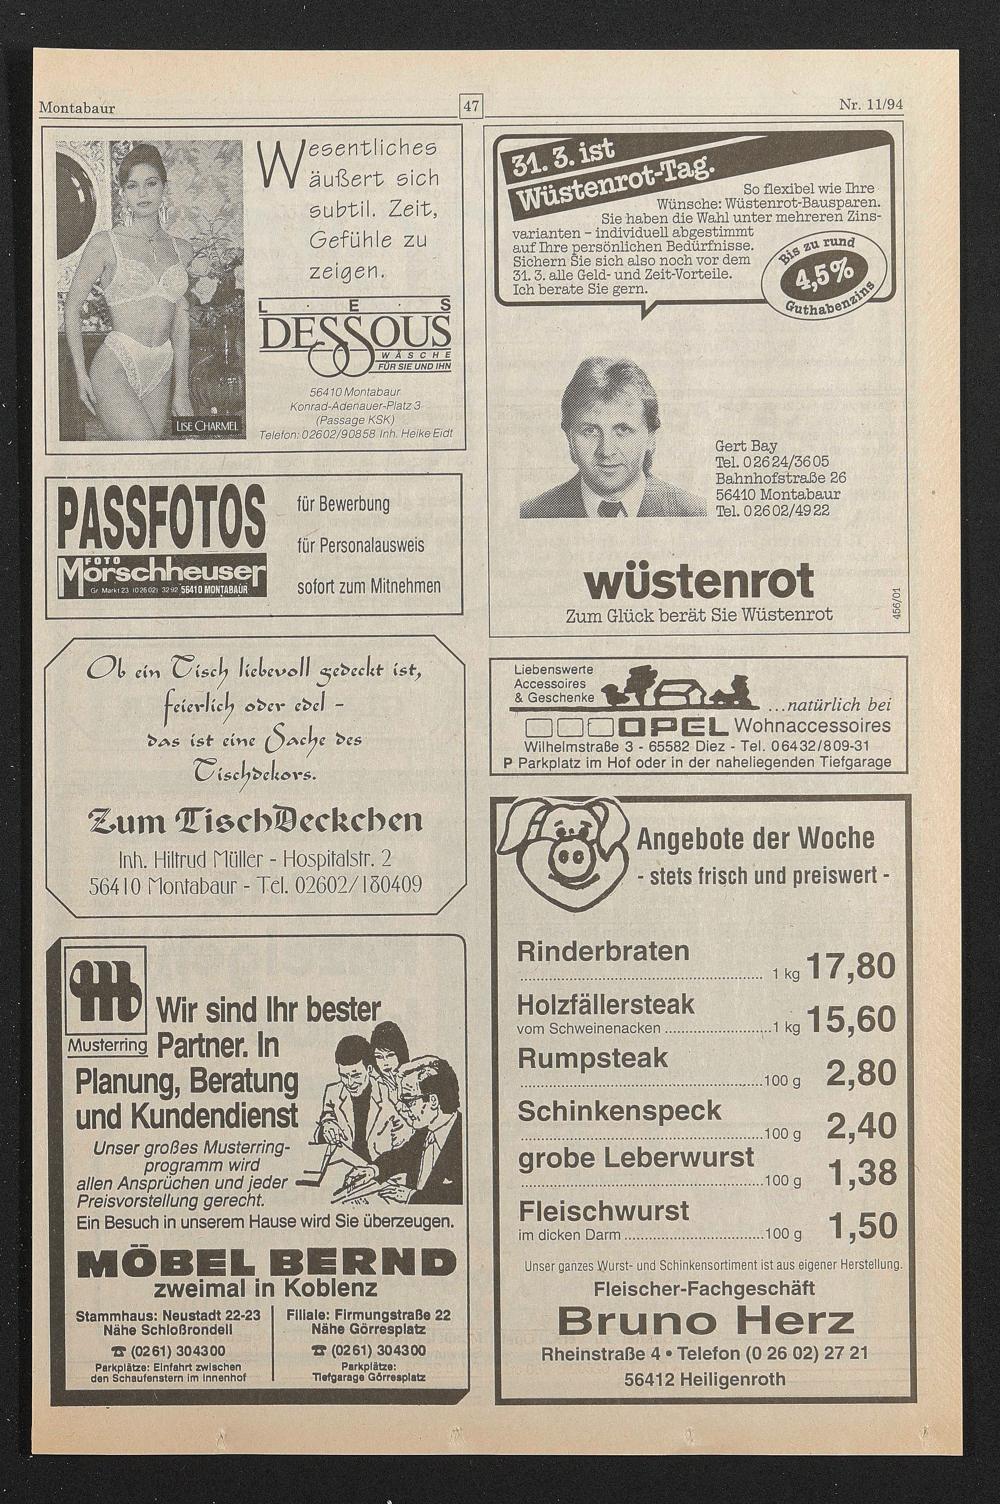 Montabaur
47
Nr. 11/94
Wesentliches
äußert sich
subtil. Zeit,
Gefühle zu
zeigen.
L · E · S
DESSOUS
WÄSCHE
FÜR SIE UND IHN
LISE CHARMEL
56410 Montabaur
Konrad-Adenauer-Platz 3
(Passage KSK)
Telefon: 02602/90858 Inh. Heike Eidt
PASSFOTOS
FOTO
Morschheuser
Gr. Markt 23 (02602) 3292 56410 MONTABAUR
für Bewerbung
für Personalausweis
sofort zum Mitnehmen
Ob ein Tisch liebevoll gedeckt ist,
feierlich oder edel -
das ist eine Sache des
Tischdekors.
Zum TischDeckchen
Inh. Hiltrud Müller - Hospitalstr. 2
56410 Montabaur - Tel. 02602/180409
Musterring
Wir sind Ihr bester
Partner. In
Planung, Beratung
und Kundendienst
Unser großes Musterring-
programm wird
allen Ansprüchen und jeder
Preisvorstellung gerecht.
Ein Besuch in unserem Hause wird Sie überzeugen.
MÖBEL BERND
zweimal in Koblenz
Stammhaus: Neustadt 22-23
Nähe Schloßrondell
☎ (0261) 304300
Parkplätze: Einfahrt zwischen
den Schaufenstern im Innenhof
Filiale: Firmungstraße 22
Nähe Görresplatz
☎ (0261) 304300
Parkplätze:
Tiefgarage Görresplatz
31. 3. ist
Wüstenrot-Tag.
So flexibel wie Ihre
Wünsche: Wüstenrot-Bausparen.
Sie haben die Wahl unter mehreren Zins-
varianten – individuell abgestimmt
auf Ihre persönlichen Bedürfnisse.
Sichern Sie sich also noch vor dem
31. 3. alle Geld- und Zeit-Vorteile.
Ich berate Sie gern.
Bis zu rund
4,5%
Guthabenzins
Gert Bay
Tel. 02624/3605
Bahnhofstraße 26
56410 Montabaur
Tel. 02602/4922
wüstenrot
Zum Glück berät Sie Wüstenrot
456/01
Liebenswerte
Accessoires
& Geschenke
...natürlich bei
OPEL Wohnaccessoires
Wilhelmstraße 3 - 65582 Diez - Tel. 06432/809-31
P Parkplatz im Hof oder in der naheliegenden Tiefgarage
Angebote der Woche
- stets frisch und preiswert -
Rinderbraten
1 kg 17,80
Holzfällersteak
vom Schweinenacken 1 kg 15,60
Rumpsteak
100 g 2,80
Schinkenspeck
100 g 2,40
grobe Leberwurst
100 g 1,38
Fleischwurst
im dicken Darm 100 g 1,50
Unser ganzes Wurst- und Schinkensortiment ist aus eigener Herstellung.
Fleischer-Fachgeschäft
Bruno Herz
Rheinstraße 4 • Telefon (0 26 02) 27 21
56412 Heiligenroth